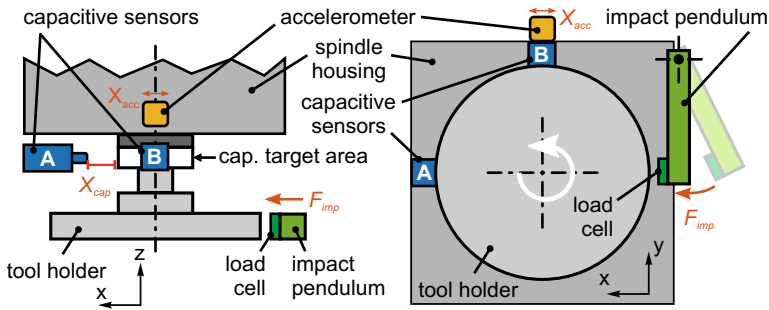 capacitive sensors
accelerometer
X_acc
impact pendulum
spindle
housing
X_acc
B
capacitive
sensors
A
B
cap. target area
A
X_cap
F_imp
load
cell
F_imp
tool holder
z
x
load
cell
impact
pendulum
tool holder
y
x